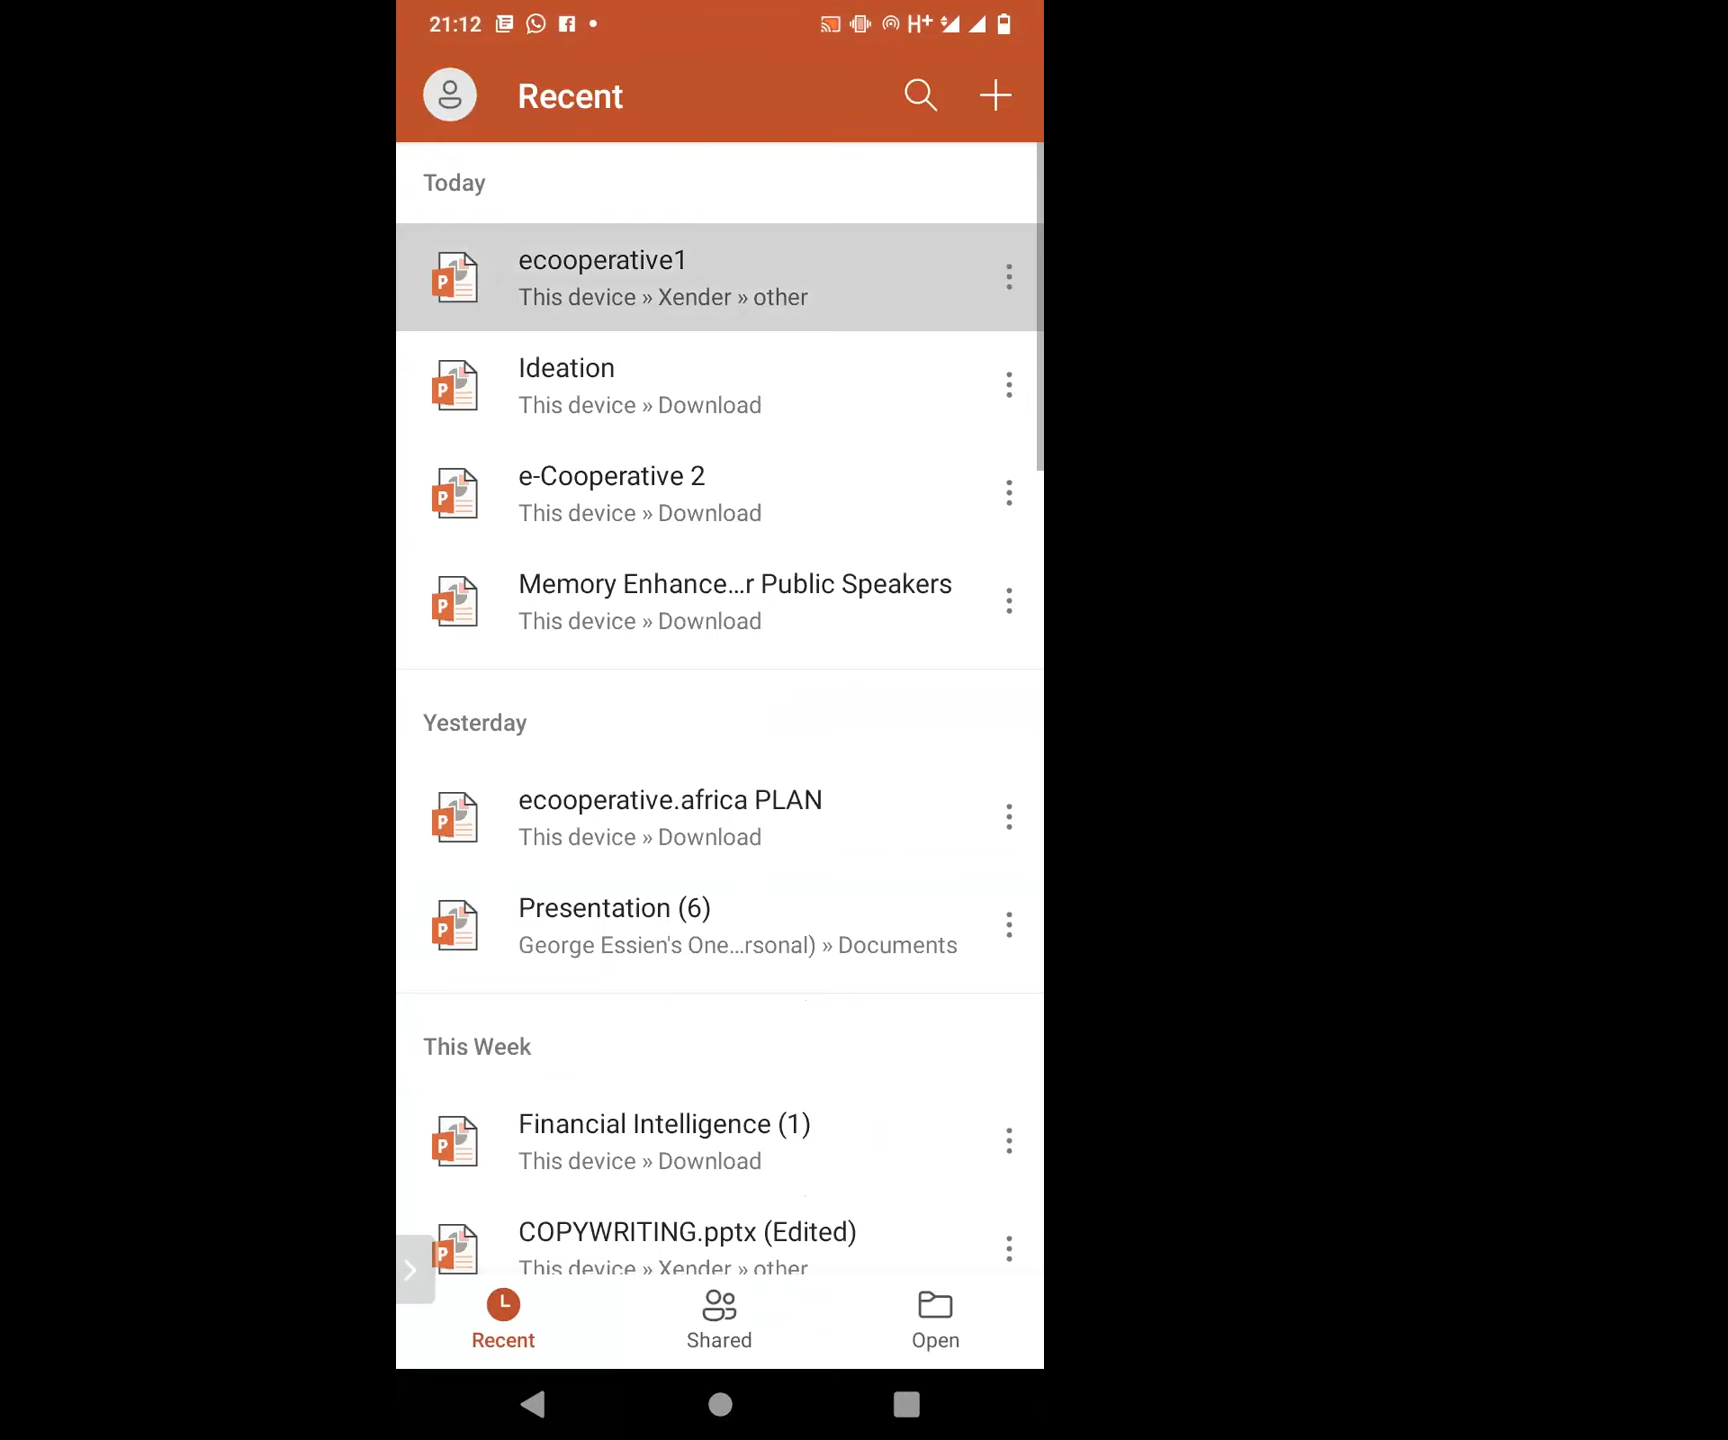 21:12 H+
Recent
Today
ecooperative1
This device » Xender » other
Ideation
This device » Download
e-Cooperative 2
This device » Download
Memory Enhance...r Public Speakers
This device » Download
Yesterday
ecooperative.africa PLAN
This device » Download
Presentation (6)
George Essien's One...rsonal) » Documents
This Week
Financial Intelligence (1)
This device » Download
COPYWRITING.pptx (Edited)
This device » Xender » other
Recent Shared Open